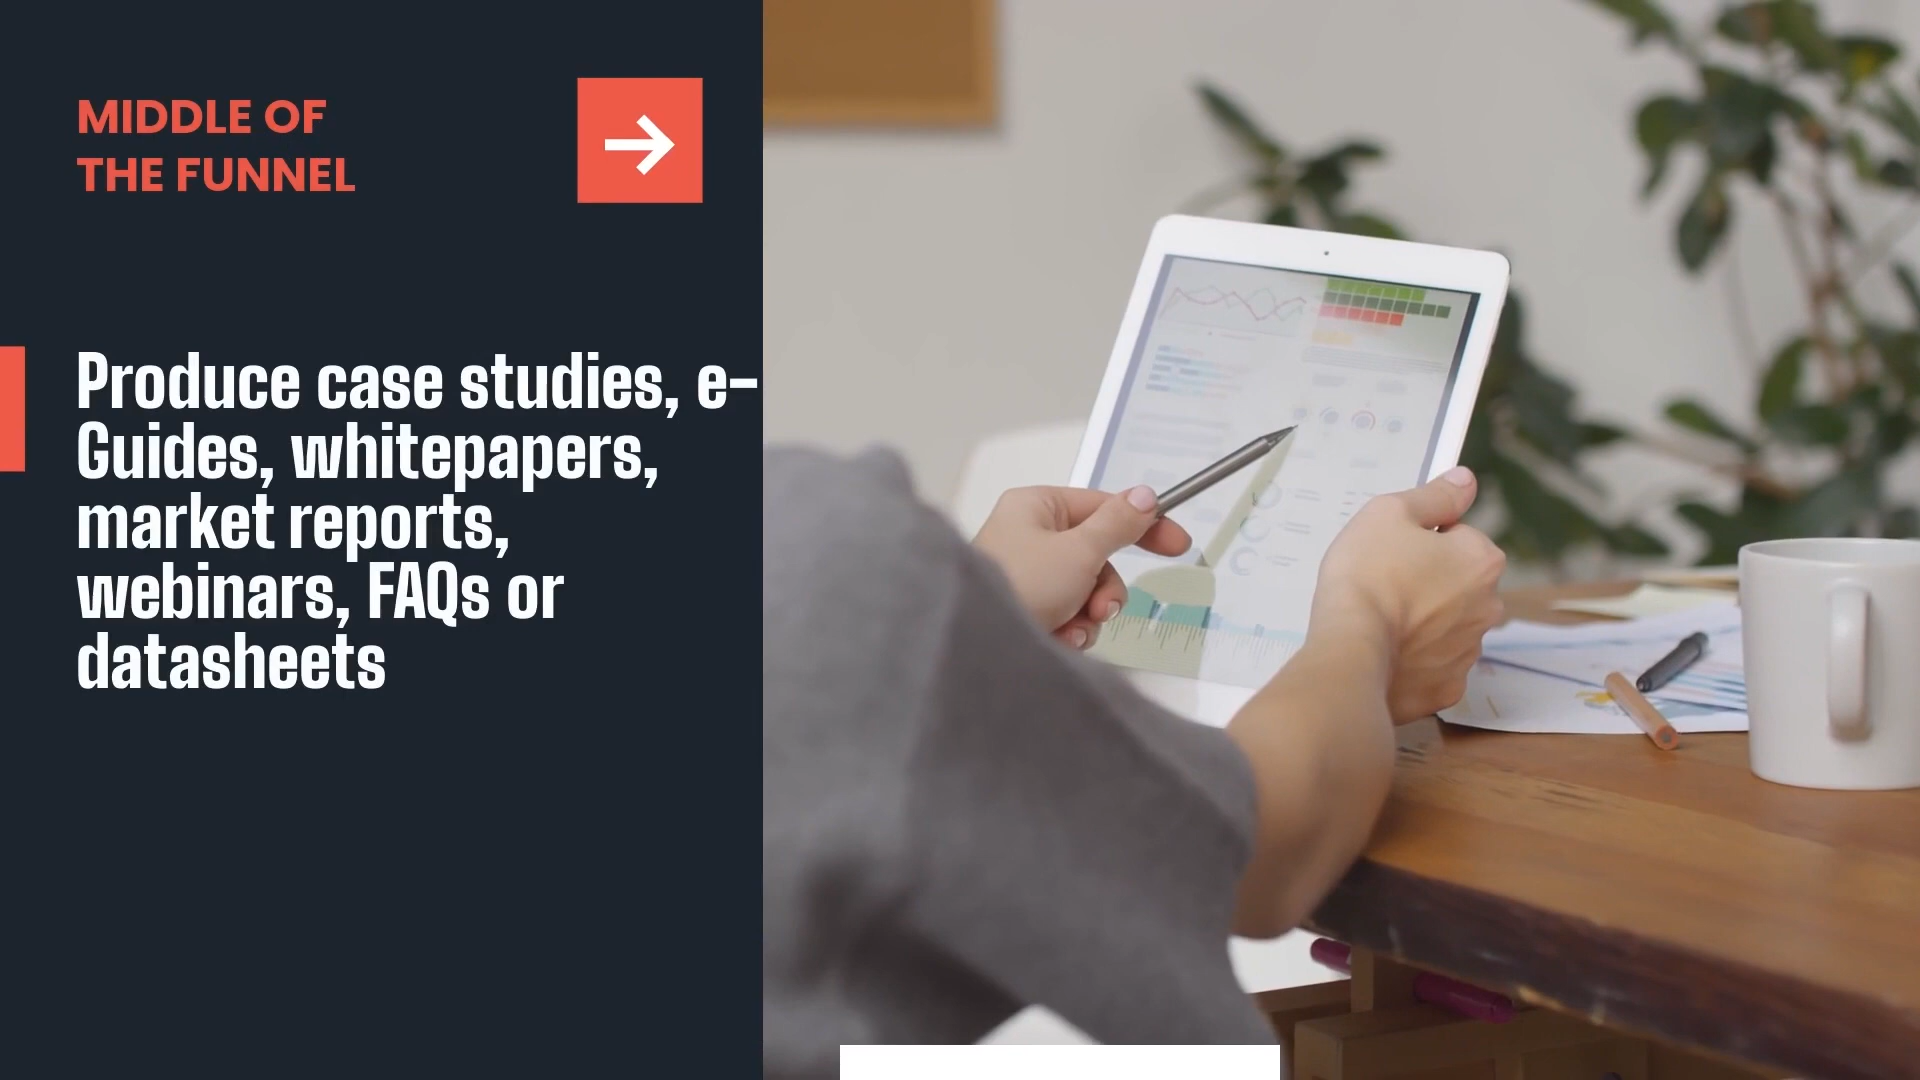 MIDDLE OF
THE FUNNEL
Produce case studies, e-
Guides, whitepapers,
market reports,
webinars, FAQs or
datasheets